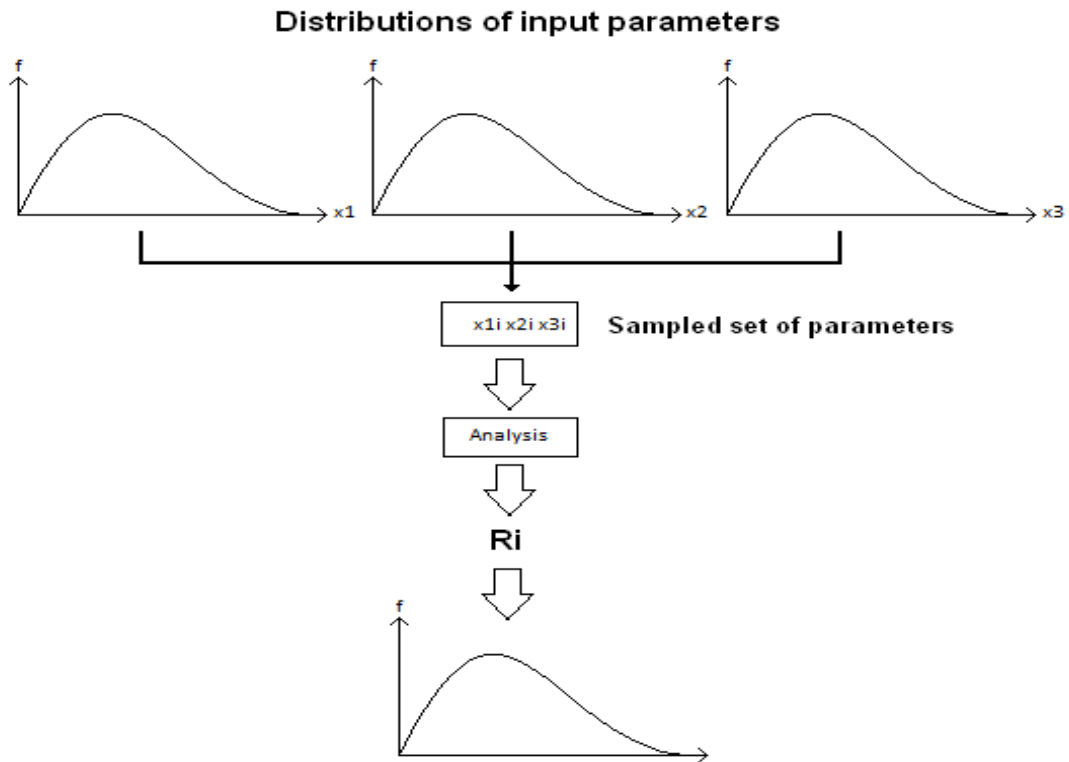 Distributions of input parameters
f
f
f
x1
x2
x3
x1i x2i x3i
Sampled set of parameters
Analysis
Ri
f